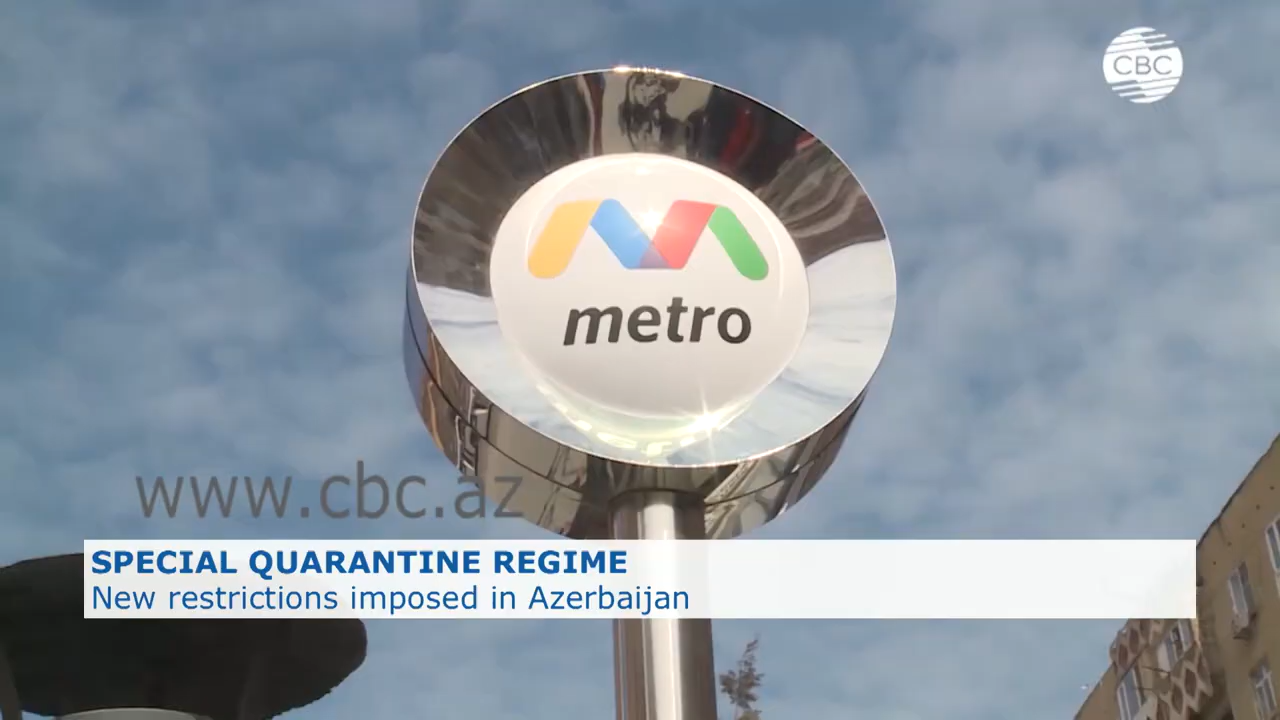 CBC
metro
www.cbc.az
SPECIAL QUARANTINE REGIME
New restrictions imposed in Azerbaijan